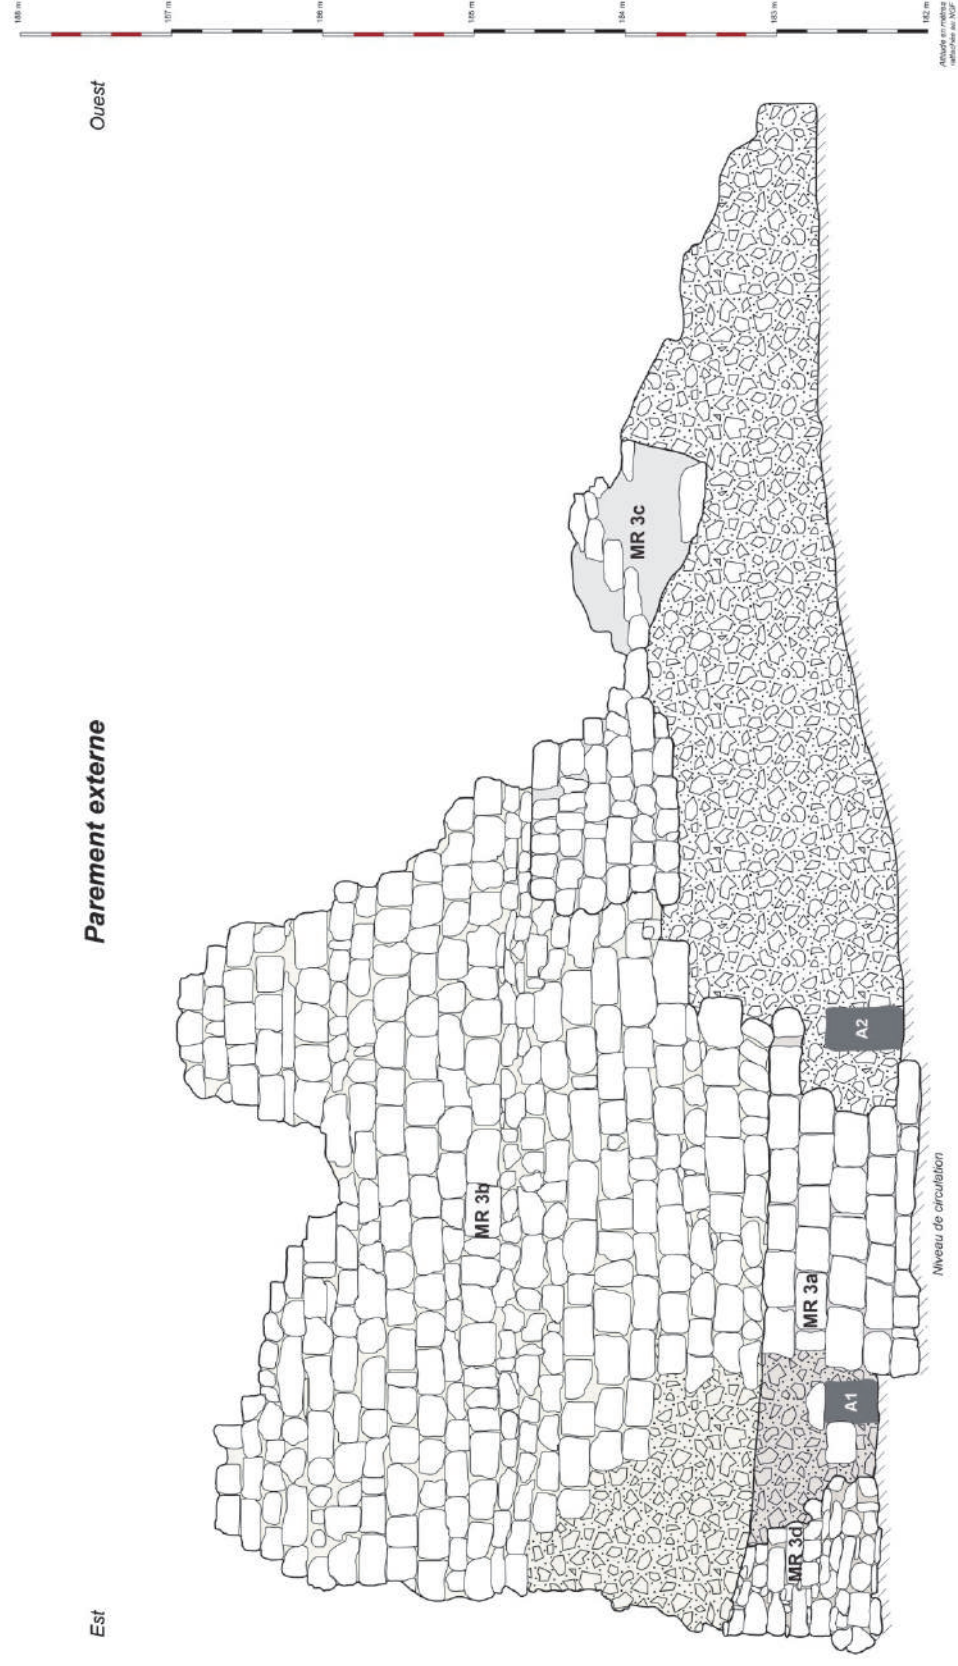 Parement externe
Est
Ouest
188 m
187 m
186 m
185 m
184 m
183 m
182 m
Altitude en mètres
rattachée au NGF
MR 3c
MR 3b
MR 3a
MR 3d
A1
A2
Niveau de circulation